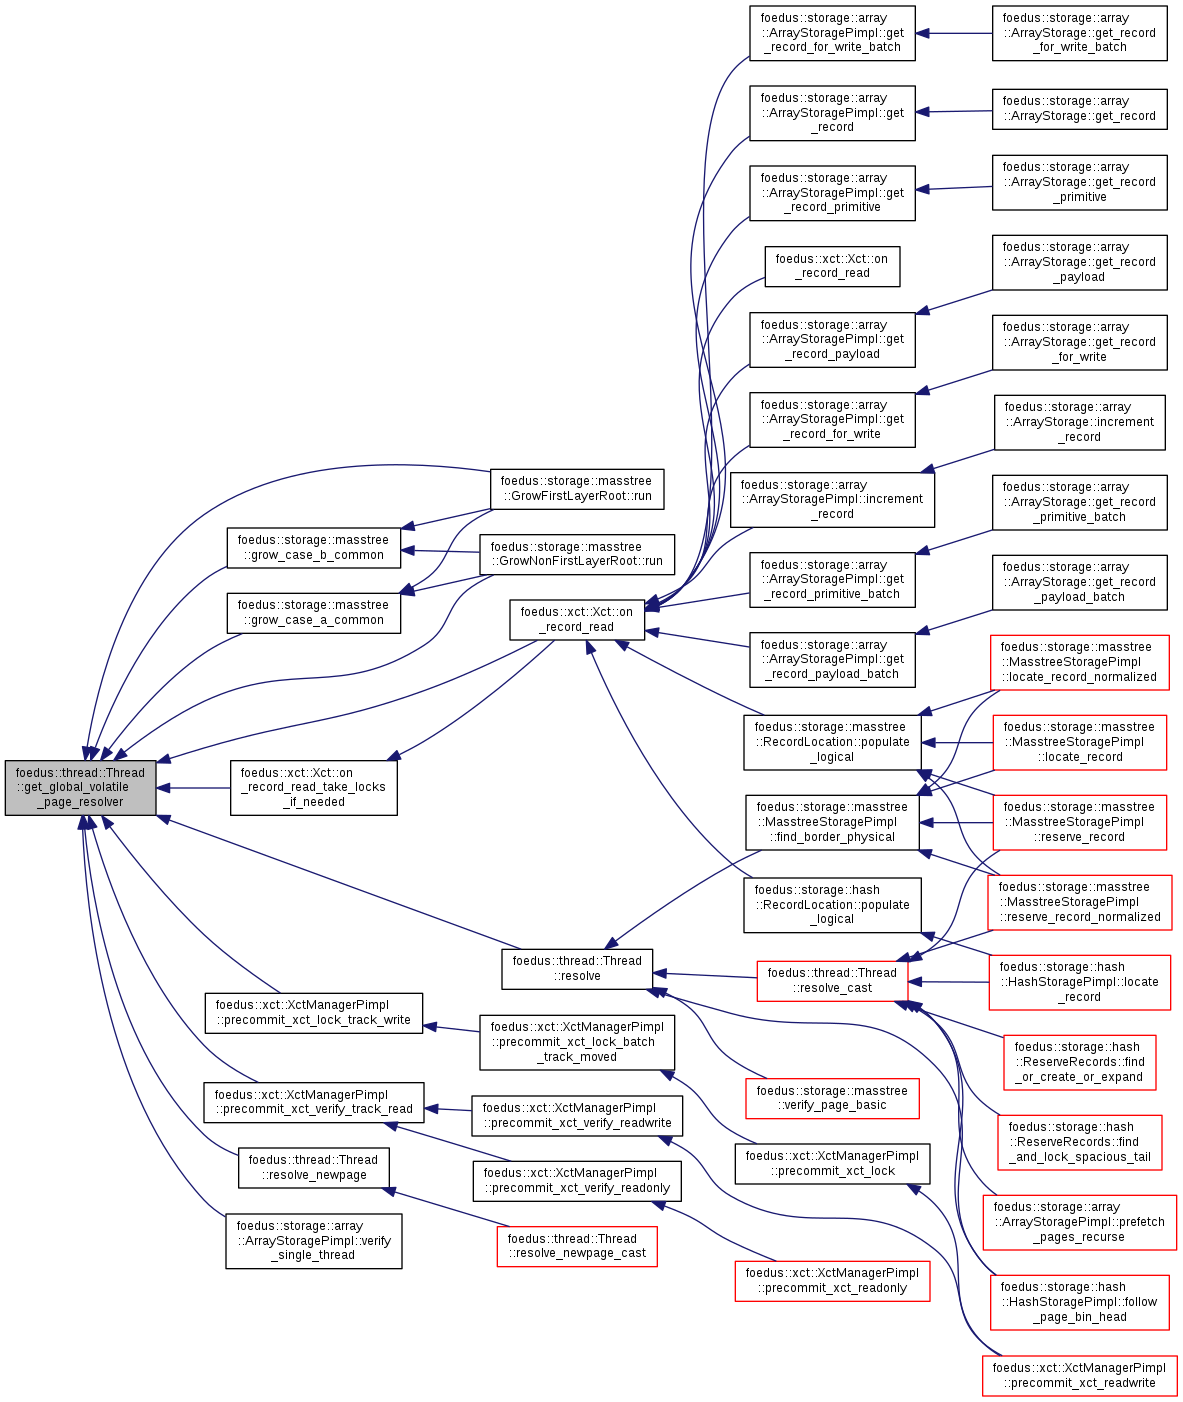 foedus::thread::Thread
::get_global_volatile
_page_resolver
foedus::storage::masstree
::GrowFirstLayerRoot::run
foedus::storage::masstree
::grow_case_b_common
foedus::storage::masstree
::GrowNonFirstLayerRoot::run
foedus::storage::masstree
::grow_case_a_common
foedus::xct::Xct::on
_record_read
foedus::xct::Xct::on
_record_read_take_locks
_if_needed
foedus::thread::Thread
::resolve
foedus::xct::XctManagerPimpl
::precommit_xct_lock_track_write
foedus::xct::XctManagerPimpl
::precommit_xct_lock_batch
_track_moved
foedus::xct::XctManagerPimpl
::precommit_xct_verify_track_read
foedus::xct::XctManagerPimpl
::precommit_xct_verify_readwrite
foedus::xct::XctManagerPimpl
::precommit_xct_verify_readonly
foedus::thread::Thread
::resolve_newpage
foedus::thread::Thread
::resolve_newpage_cast
foedus::storage::array
::ArrayStoragePimpl::verify
_single_thread
foedus::storage::array
::ArrayStoragePimpl::get
_record_for_write_batch
foedus::storage::array
::ArrayStorage::get_record
_for_write_batch
foedus::storage::array
::ArrayStoragePimpl::get
_record
foedus::storage::array
::ArrayStorage::get_record
foedus::storage::array
::ArrayStoragePimpl::get
_record_primitive
foedus::storage::array
::ArrayStorage::get_record
_primitive
foedus::xct::Xct::on
_record_read
foedus::storage::array
::ArrayStorage::get_record
_payload
foedus::storage::array
::ArrayStoragePimpl::get
_record_payload
foedus::storage::array
::ArrayStorage::get_record
_for_write
foedus::storage::array
::ArrayStoragePimpl::get
_record_for_write
foedus::storage::array
::ArrayStorage::increment
_record
foedus::storage::array
::ArrayStoragePimpl::increment
_record
foedus::storage::array
::ArrayStorage::get_record
_primitive_batch
foedus::storage::array
::ArrayStoragePimpl::get
_record_primitive_batch
foedus::storage::array
::ArrayStorage::get_record
_payload_batch
foedus::storage::array
::ArrayStoragePimpl::get
_record_payload_batch
foedus::storage::masstree
::MasstreeStoragePimpl
::locate_record_normalized
foedus::storage::masstree
::RecordLocation::populate
_logical
foedus::storage::masstree
::MasstreeStoragePimpl
::locate_record
foedus::storage::masstree
::MasstreeStoragePimpl
::find_border_physical
foedus::storage::masstree
::MasstreeStoragePimpl
::reserve_record
foedus::storage::hash
::RecordLocation::populate
_logical
foedus::storage::masstree
::MasstreeStoragePimpl
::reserve_record_normalized
foedus::thread::Thread
::resolve_cast
foedus::storage::hash
::HashStoragePimpl::locate
_record
foedus::storage::hash
::ReserveRecords::find
_or_create_or_expand
foedus::storage::masstree
::verify_page_basic
foedus::storage::hash
::ReserveRecords::find
_and_lock_spacious_tail
foedus::xct::XctManagerPimpl
::precommit_xct_lock
foedus::storage::array
::ArrayStoragePimpl::prefetch
_pages_recurse
foedus::xct::XctManagerPimpl
::precommit_xct_readonly
foedus::storage::hash
::HashStoragePimpl::follow
_page_bin_head
foedus::xct::XctManagerPimpl
::precommit_xct_readwrite